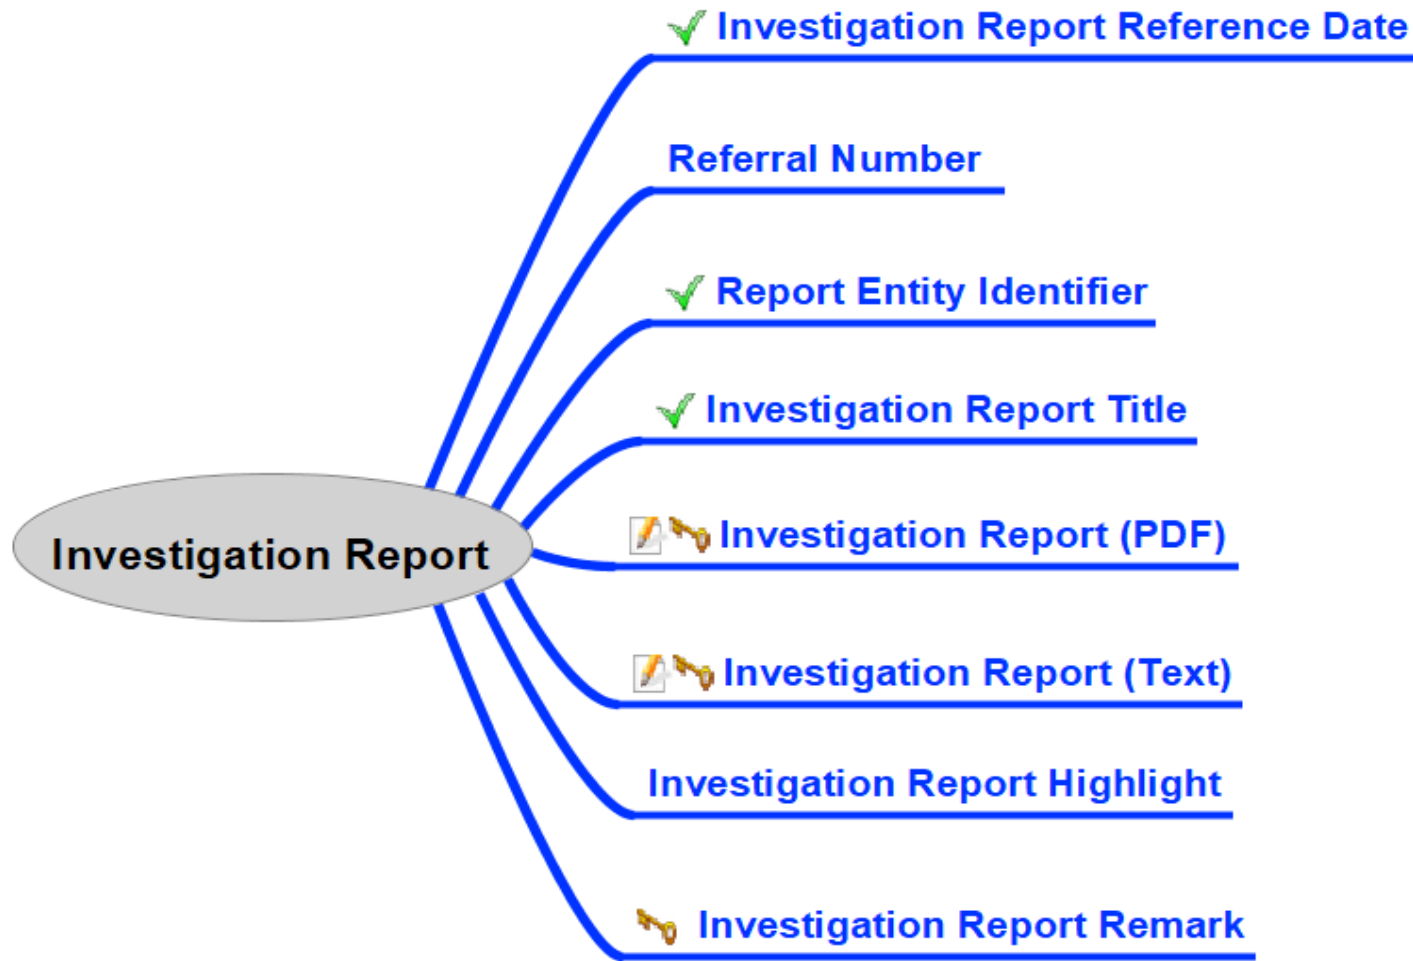 Investigation Report Reference Date
Referral Number
Report Entity Identifier
Investigation Report Title
Investigation Report
Investigation Report (PDF)
Investigation Report (Text)
Investigation Report Highlight
Investigation Report Remark